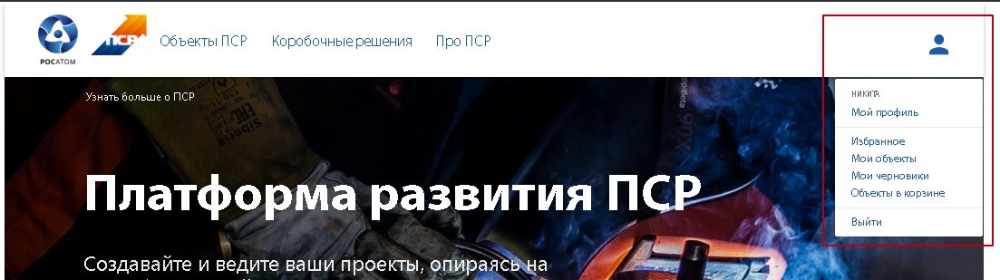 РОСАТОМ
ПСР
Объекты ПСР
Коробочные решения
Про ПСР
НИКИТА
Мой профиль
Избранное
Мои объекты
Мои черновики
Объекты в корзине
Выйти
Узнать больше о ПСР
Siberia
Платформа развития ПСР
Создавайте и ведите ваши проекты, опираясь на